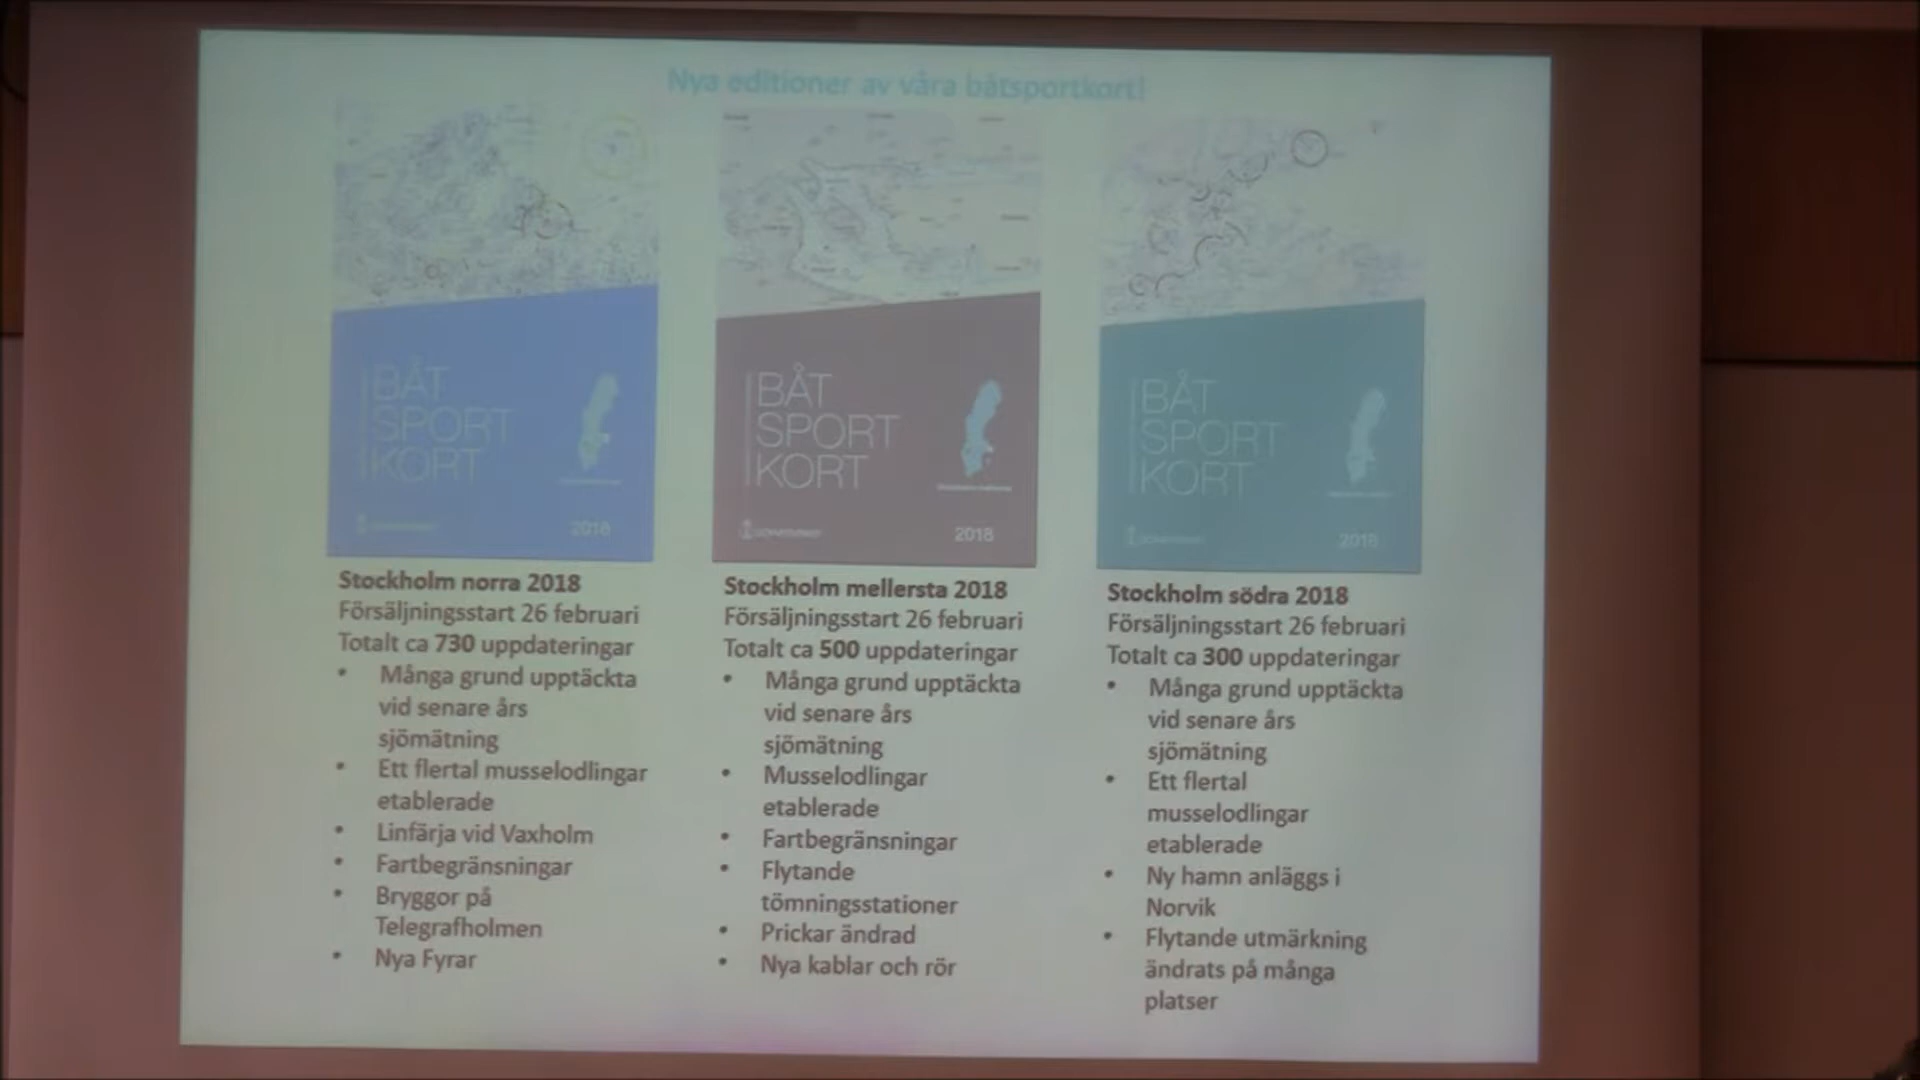 Nya editioner av våra båtsportkort!
BÅT
SPORT
KORT
2018
Stockholm norra 2018
Försäljningsstart 26 februari
Totalt ca 730 uppdateringar
• Många grund upptäckta
vid senare års
sjömätning
• Ett flertal musselodlingar
etablerade
• Linfärja vid Vaxholm
• Fartbegränsningar
• Bryggor på
Telegrafholmen
• Nya Fyrar
BÅT
SPORT
KORT
2018
Stockholm mellersta 2018
Försäljningsstart 26 februari
Totalt ca 500 uppdateringar
• Många grund upptäckta
vid senare års
sjömätning
• Musselodlingar
etablerade
• Fartbegränsningar
• Flytande
tömningsstationer
• Prickar ändrad
• Nya kablar och rör
BÅT
SPORT
KORT
2018
Stockholm södra 2018
Försäljningsstart 26 februari
Totalt ca 300 uppdateringar
• Många grund upptäckta
vid senare års
sjömätning
• Ett flertal
musselodlingar
etablerade
• Ny hamn anläggs i
Norvik
• Flytande utmärkning
ändrats på många
platser